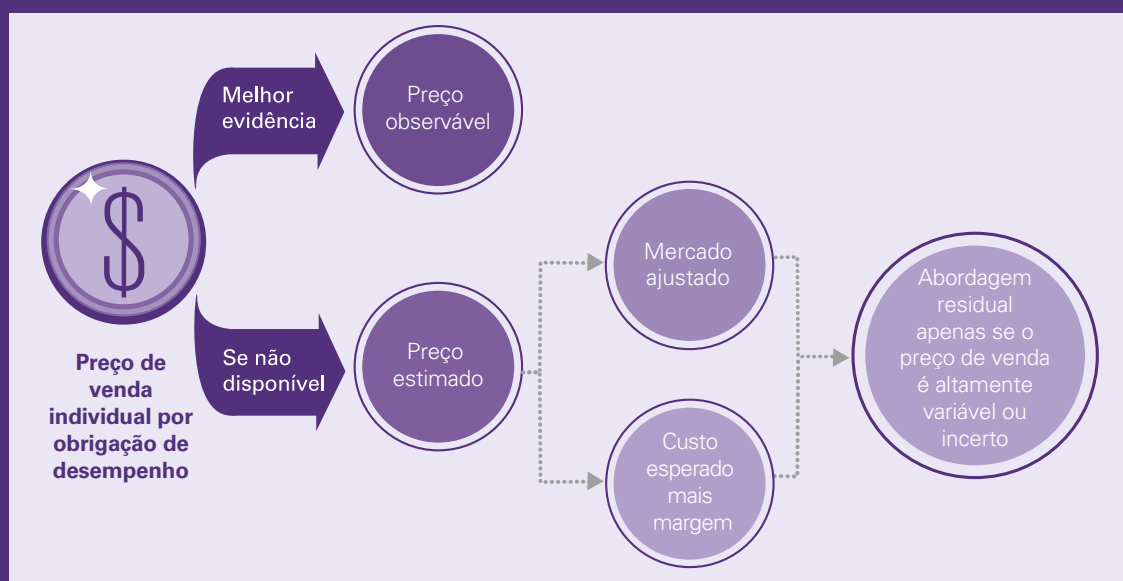 Preço de
venda
individual por
obrigação de
desempenho
Melhor
evidência
Preço
observável
Se não
disponível
Preço
estimado
Mercado
ajustado
Custo
esperado
mais
margem
Abordagem
residual
apenas se o
preço de venda
é altamente
variável ou
incerto